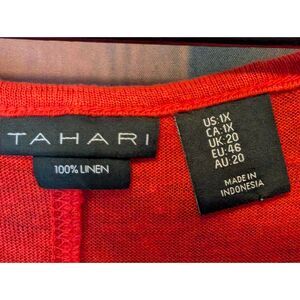 TAHARI
100% LINEN
US:1X
CA:1X
UK:20
EU:46
AU:20
MADE IN
INDONESIA